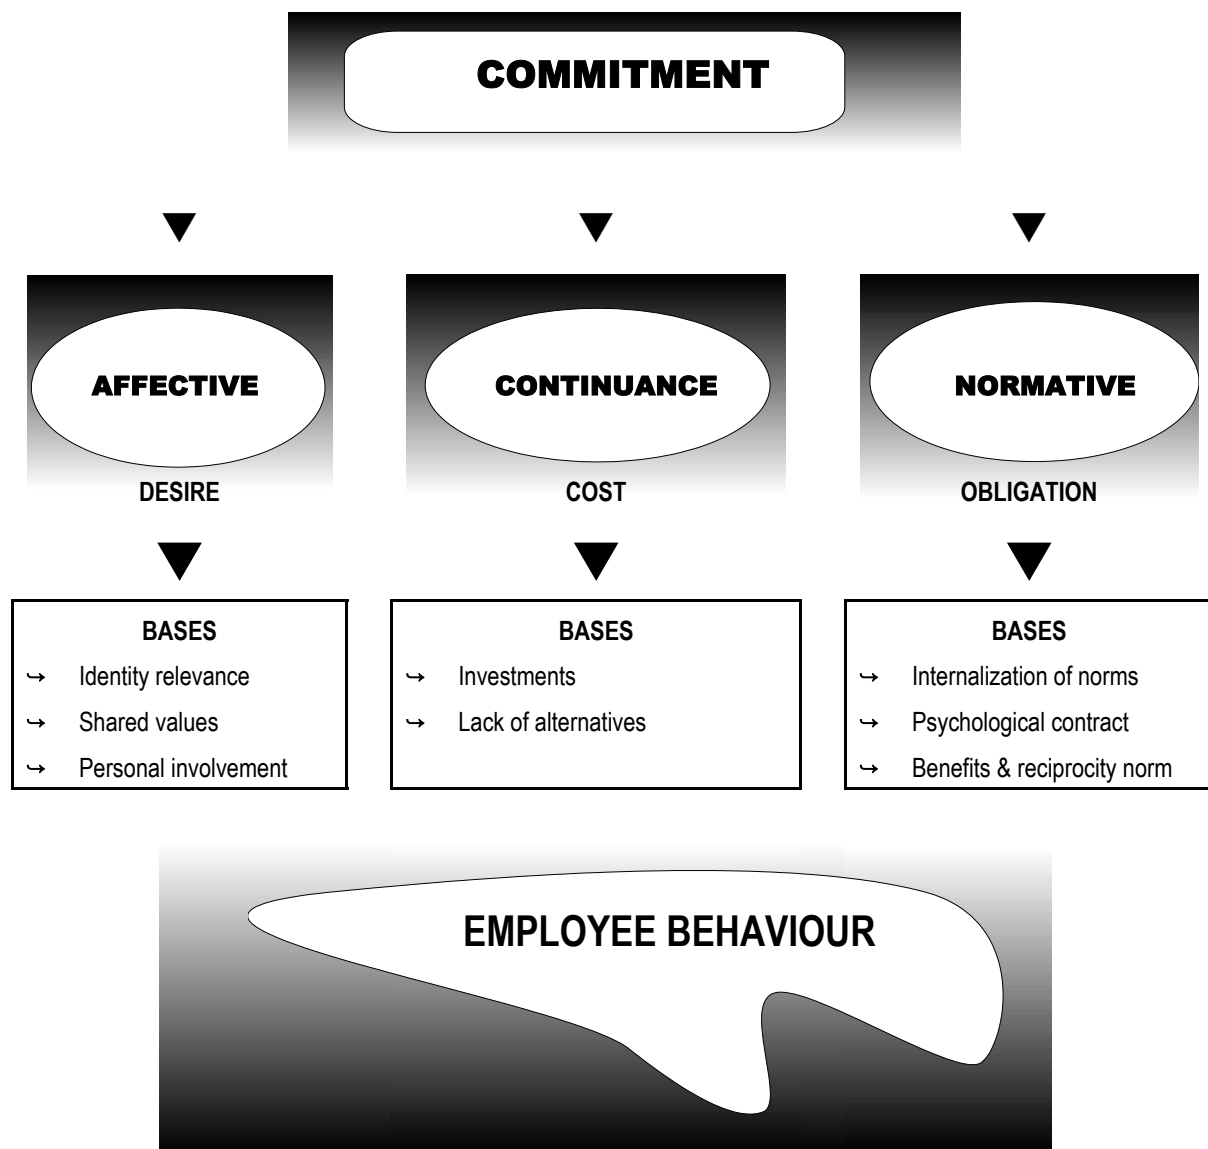 COMMITMENT
AFFECTIVE
CONTINUANCE
NORMATIVE
DESIRE
COST
OBLIGATION
BASES
↪ Identity relevance
↪ Shared values
↪ Personal involvement
BASES
↪ Investments
↪ Lack of alternatives
BASES
↪ Internalization of norms
↪ Psychological contract
↪ Benefits & reciprocity norm
EMPLOYEE BEHAVIOUR